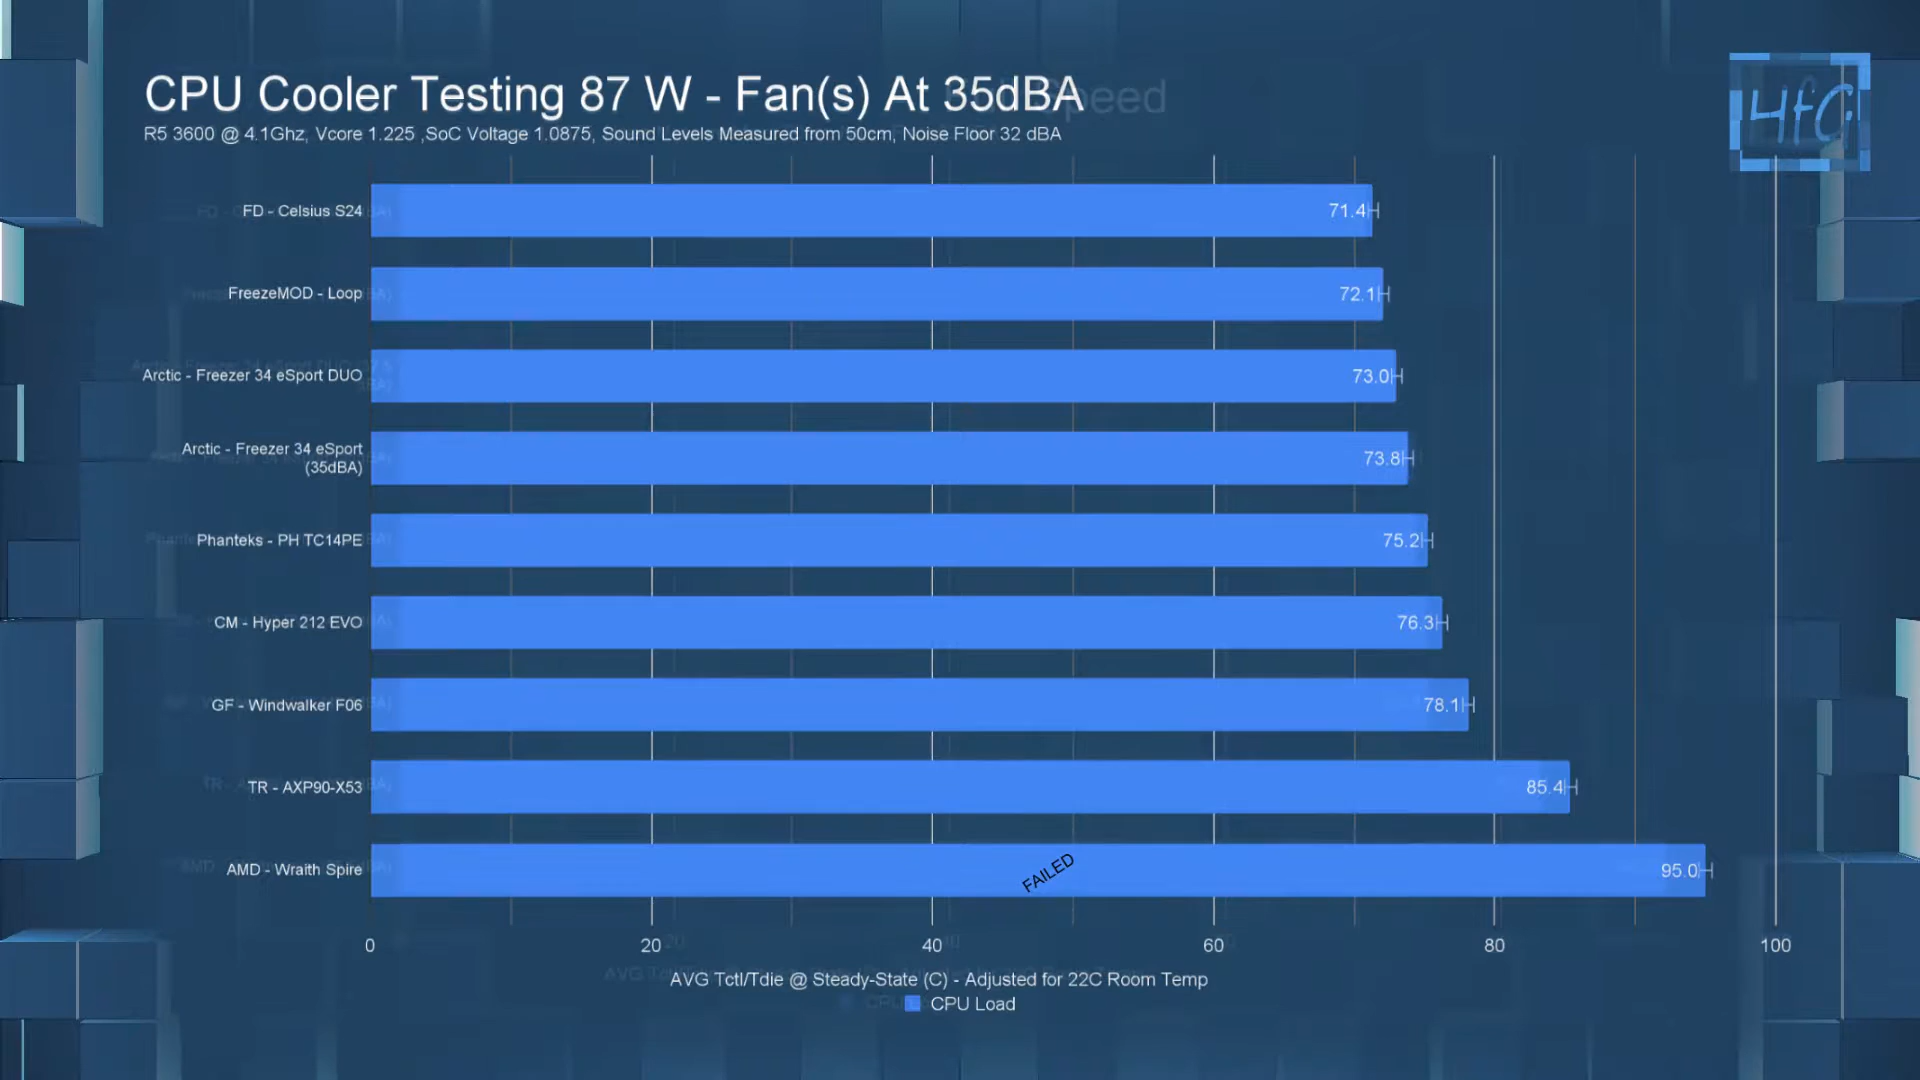 CPU Cooler Testing 87 W - Fan(s) At 35dBA
R5 3600 @ 4.1Ghz, Vcore 1.225 ,SoC Voltage 1.0875, Sound Levels Measured from 50cm, Noise Floor 32 dBA
4fG
FD - Celsius S24 71.4
FreezeMOD - Loop 72.1
Arctic - Freezer 34 eSport DUO 73.0
Arctic - Freezer 34 eSport
(35dBA) 73.8
Phanteks - PH TC14PE 75.2
CM - Hyper 212 EVO 76.3
GF - Windwalker F06 78.1
TR - AXP90-X53 85.4
AMD - Wraith Spire FAILED 95.0
0 20 40 60 80 100
AVG Tctl/Tdie @ Steady-State (C) - Adjusted for 22C Room Temp
CPU Load